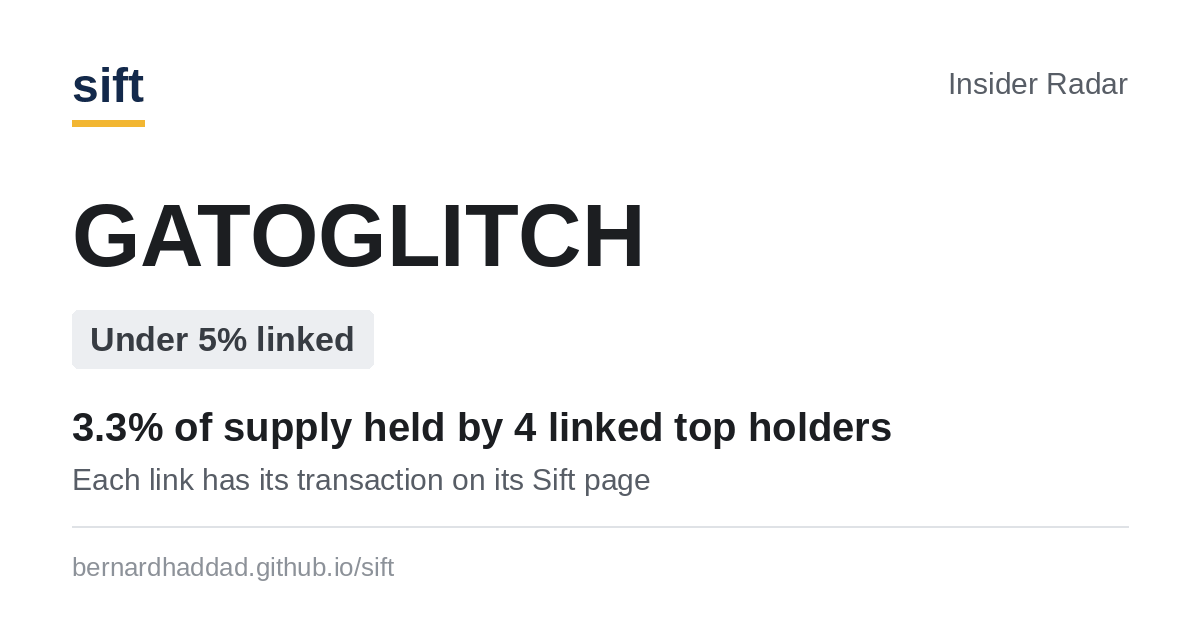 sift
Insider Radar
GATOGLITCH
Under 5% linked
3.3% of supply held by 4 linked top holders
Each link has its transaction on its Sift page
bernardhaddad.github.io/sift